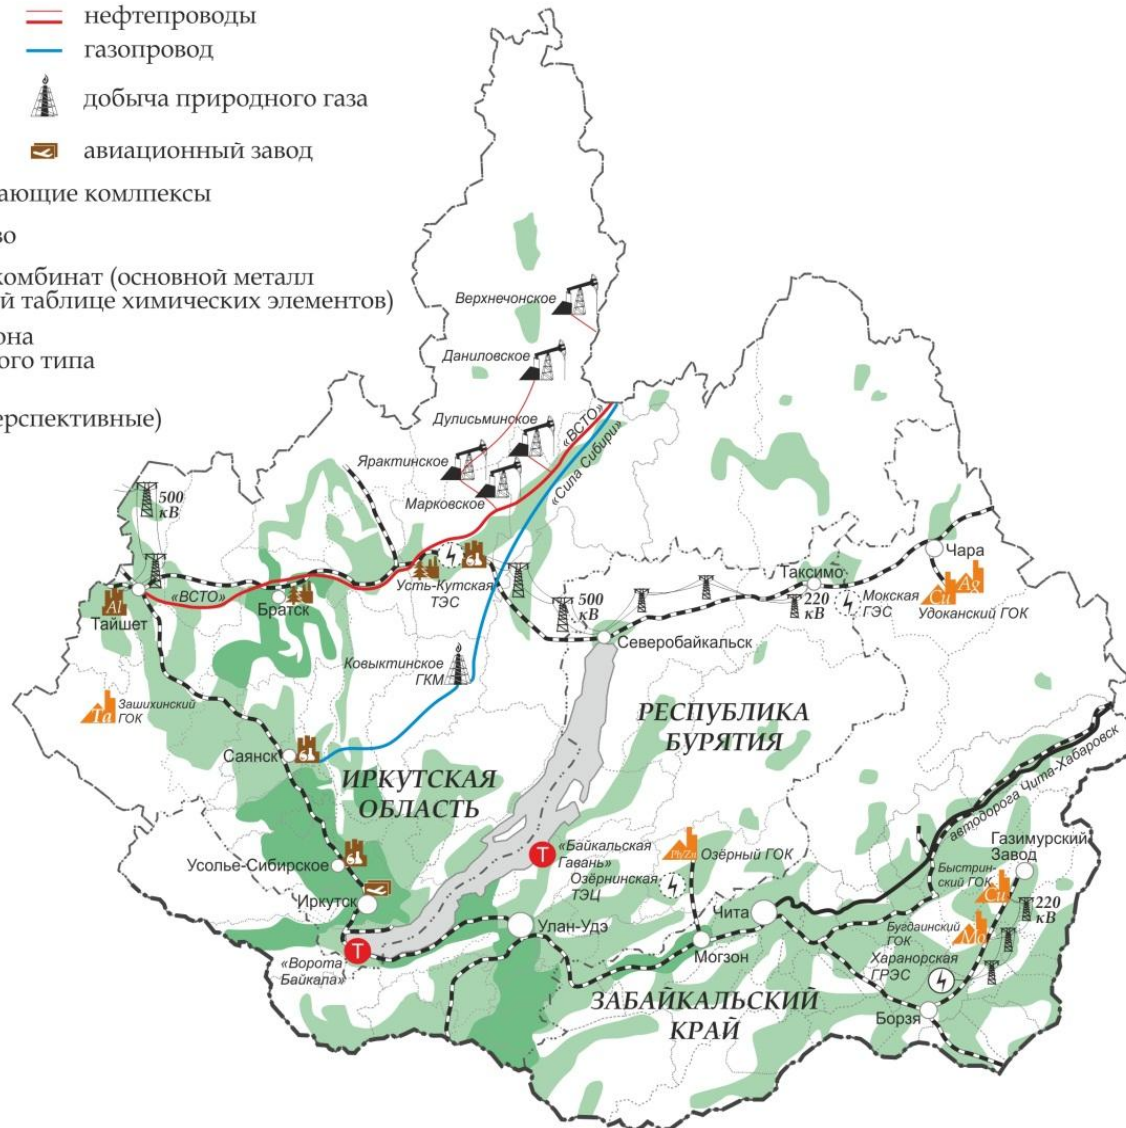 нефтепроводы
газопровод
добыча природного газа
авиационный завод
ающие комлпексы
во
комбинат (основной металл
й таблице химических элементов)
она
ого типа
ерспективные)
Верхнечонское
Даниловское
Дулисьминское
«ВСТО»
Ярактинское
«Сила Сибири»
Марковское
500
кВ
Al
Тайшет
«ВСТО»
Братск
Усть-Кутская
ТЭС
500
кВ
Северобайкальск
Таксимо
220
кВ
Мокская
ГЭС
Чара
Cu
Ag
Удоканский ГОК
Ковыктинское
ГКМ
Ta
Зашихинский
ГОК
РЕСПУБЛИКА
БУРЯТИЯ
Саянск
ИРКУТСКАЯ
ОБЛАСТЬ
автодорога Чита-Хабаровск
Усолье-Сибирское
T
«Байкальская
Гавань»
Pb/Zn
Озёрный ГОК
Озёрнинская
ТЭЦ
Газимурский
Завод
Быстрин-
ский ГОК
Cu
220
кВ
Иркутск
Улан-Удэ
Чита
Бугдаинский
ГОК
Mo
T
«Ворота
Байкала»
Могзон
Харанорская
ГРЭС
ЗАБАЙКАЛЬСКИЙ
КРАЙ
Борзя